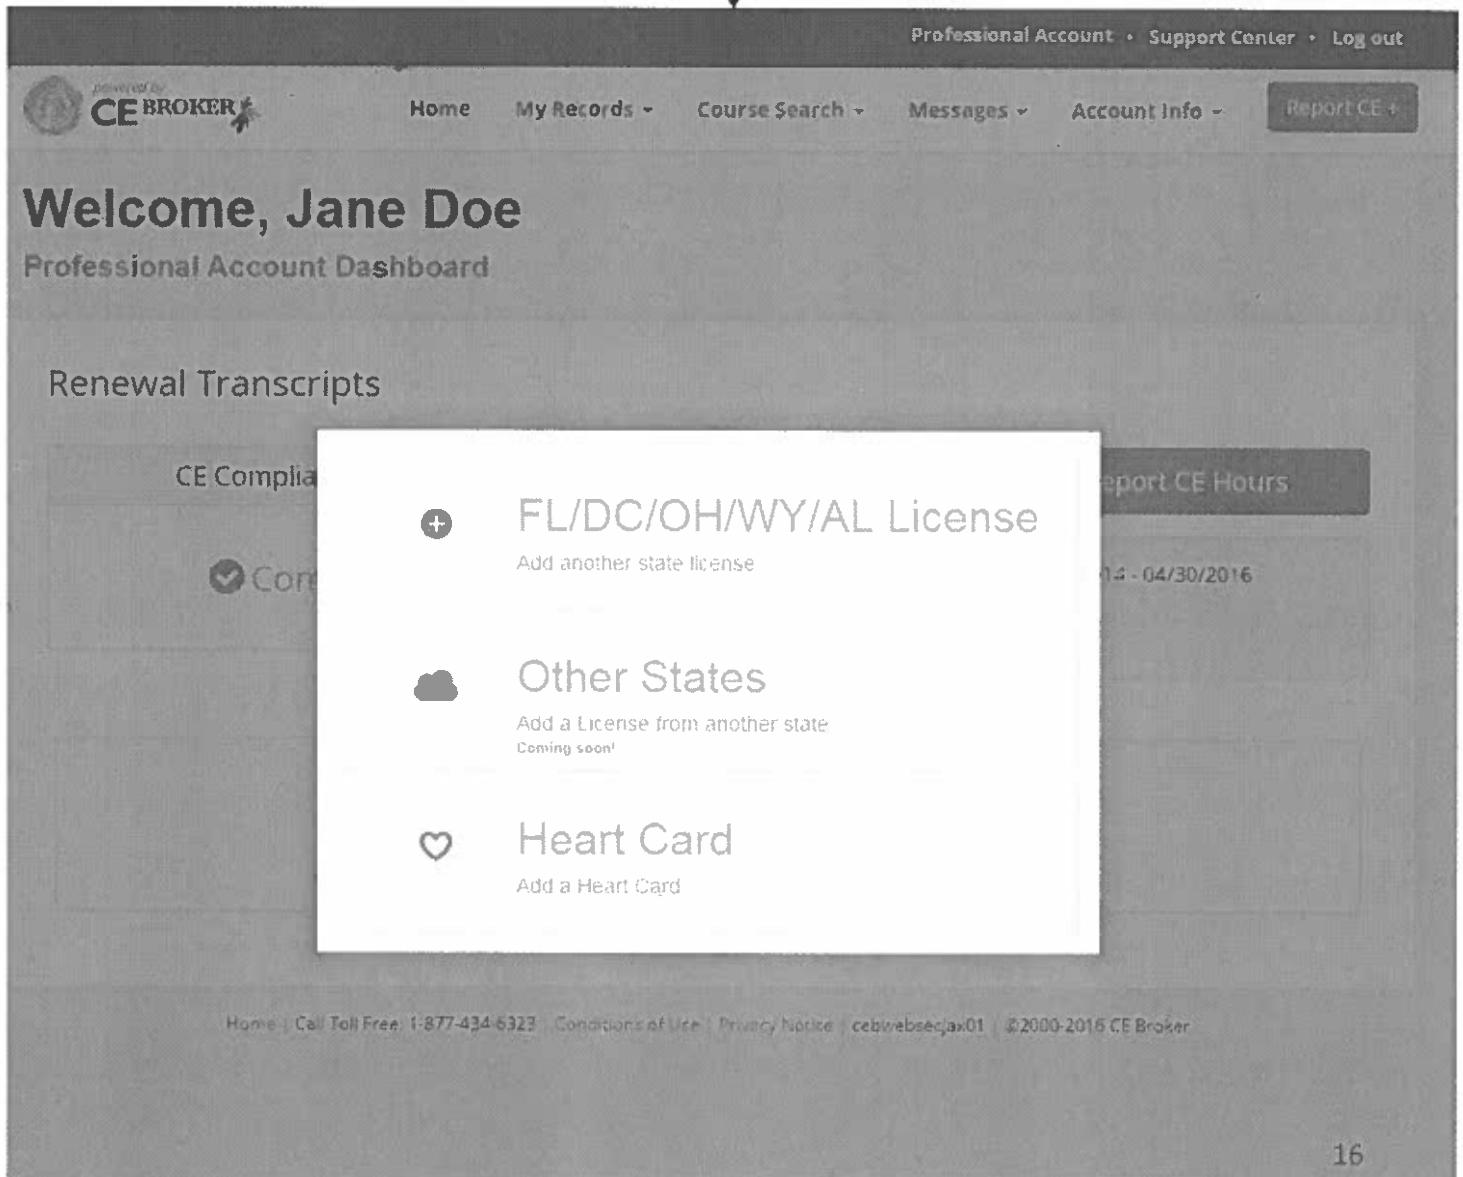 Professional Account • Support Center • Log out
powered by
CE BROKER
Home My Records Course Search Messages Account Info Report CE +
Welcome, Jane Doe
Professional Account Dashboard
Renewal Transcripts
CE Complia
eport CE Hours
FL/DC/OH/WY/AL License
Add another state license
Com
14 - 04/30/2016
Other States
Add a License from another state
Coming soon!
Heart Card
Add a Heart Card
Home | Call Toll Free: 1-877-434-6323 | Conditions of Use | Privacy Notice | cebwebsecjax01 | ©2000-2016 CE Broker
16